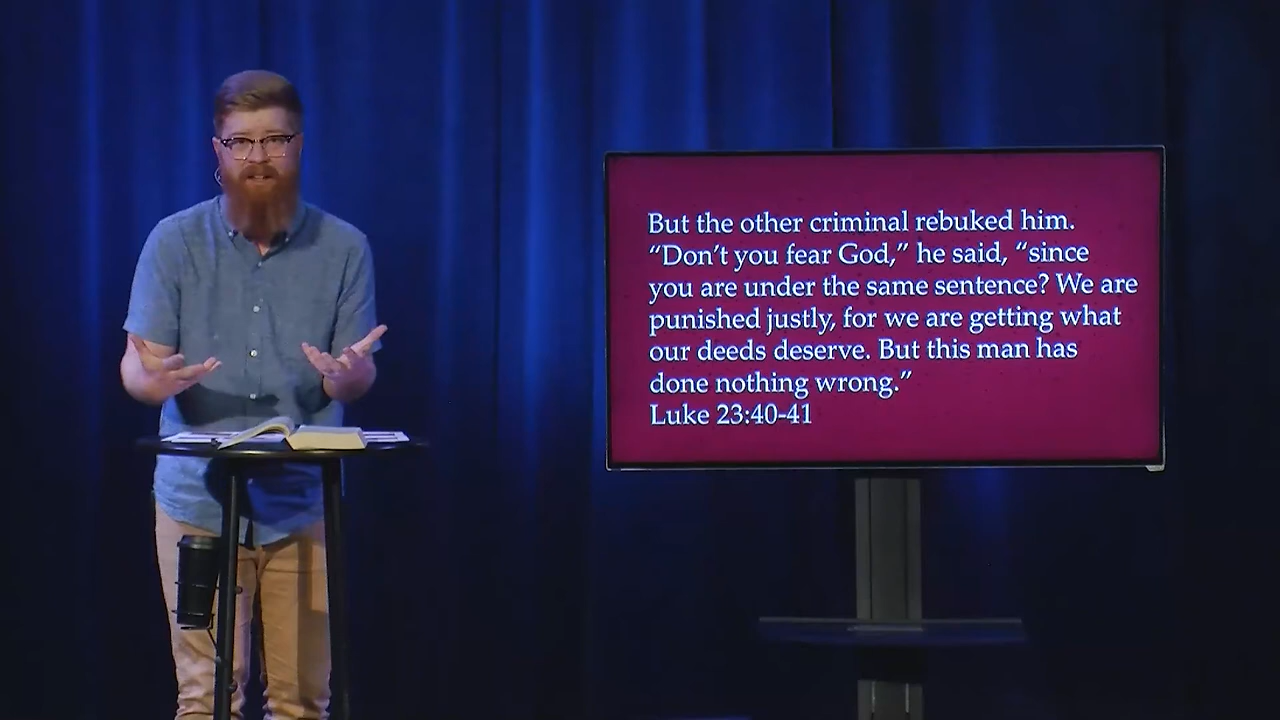 But the other criminal rebuked him.
“Don’t you fear God,” he said, “since
you are under the same sentence? We are
punished justly, for we are getting what
our deeds deserve. But this man has
done nothing wrong.”
Luke 23:40-41